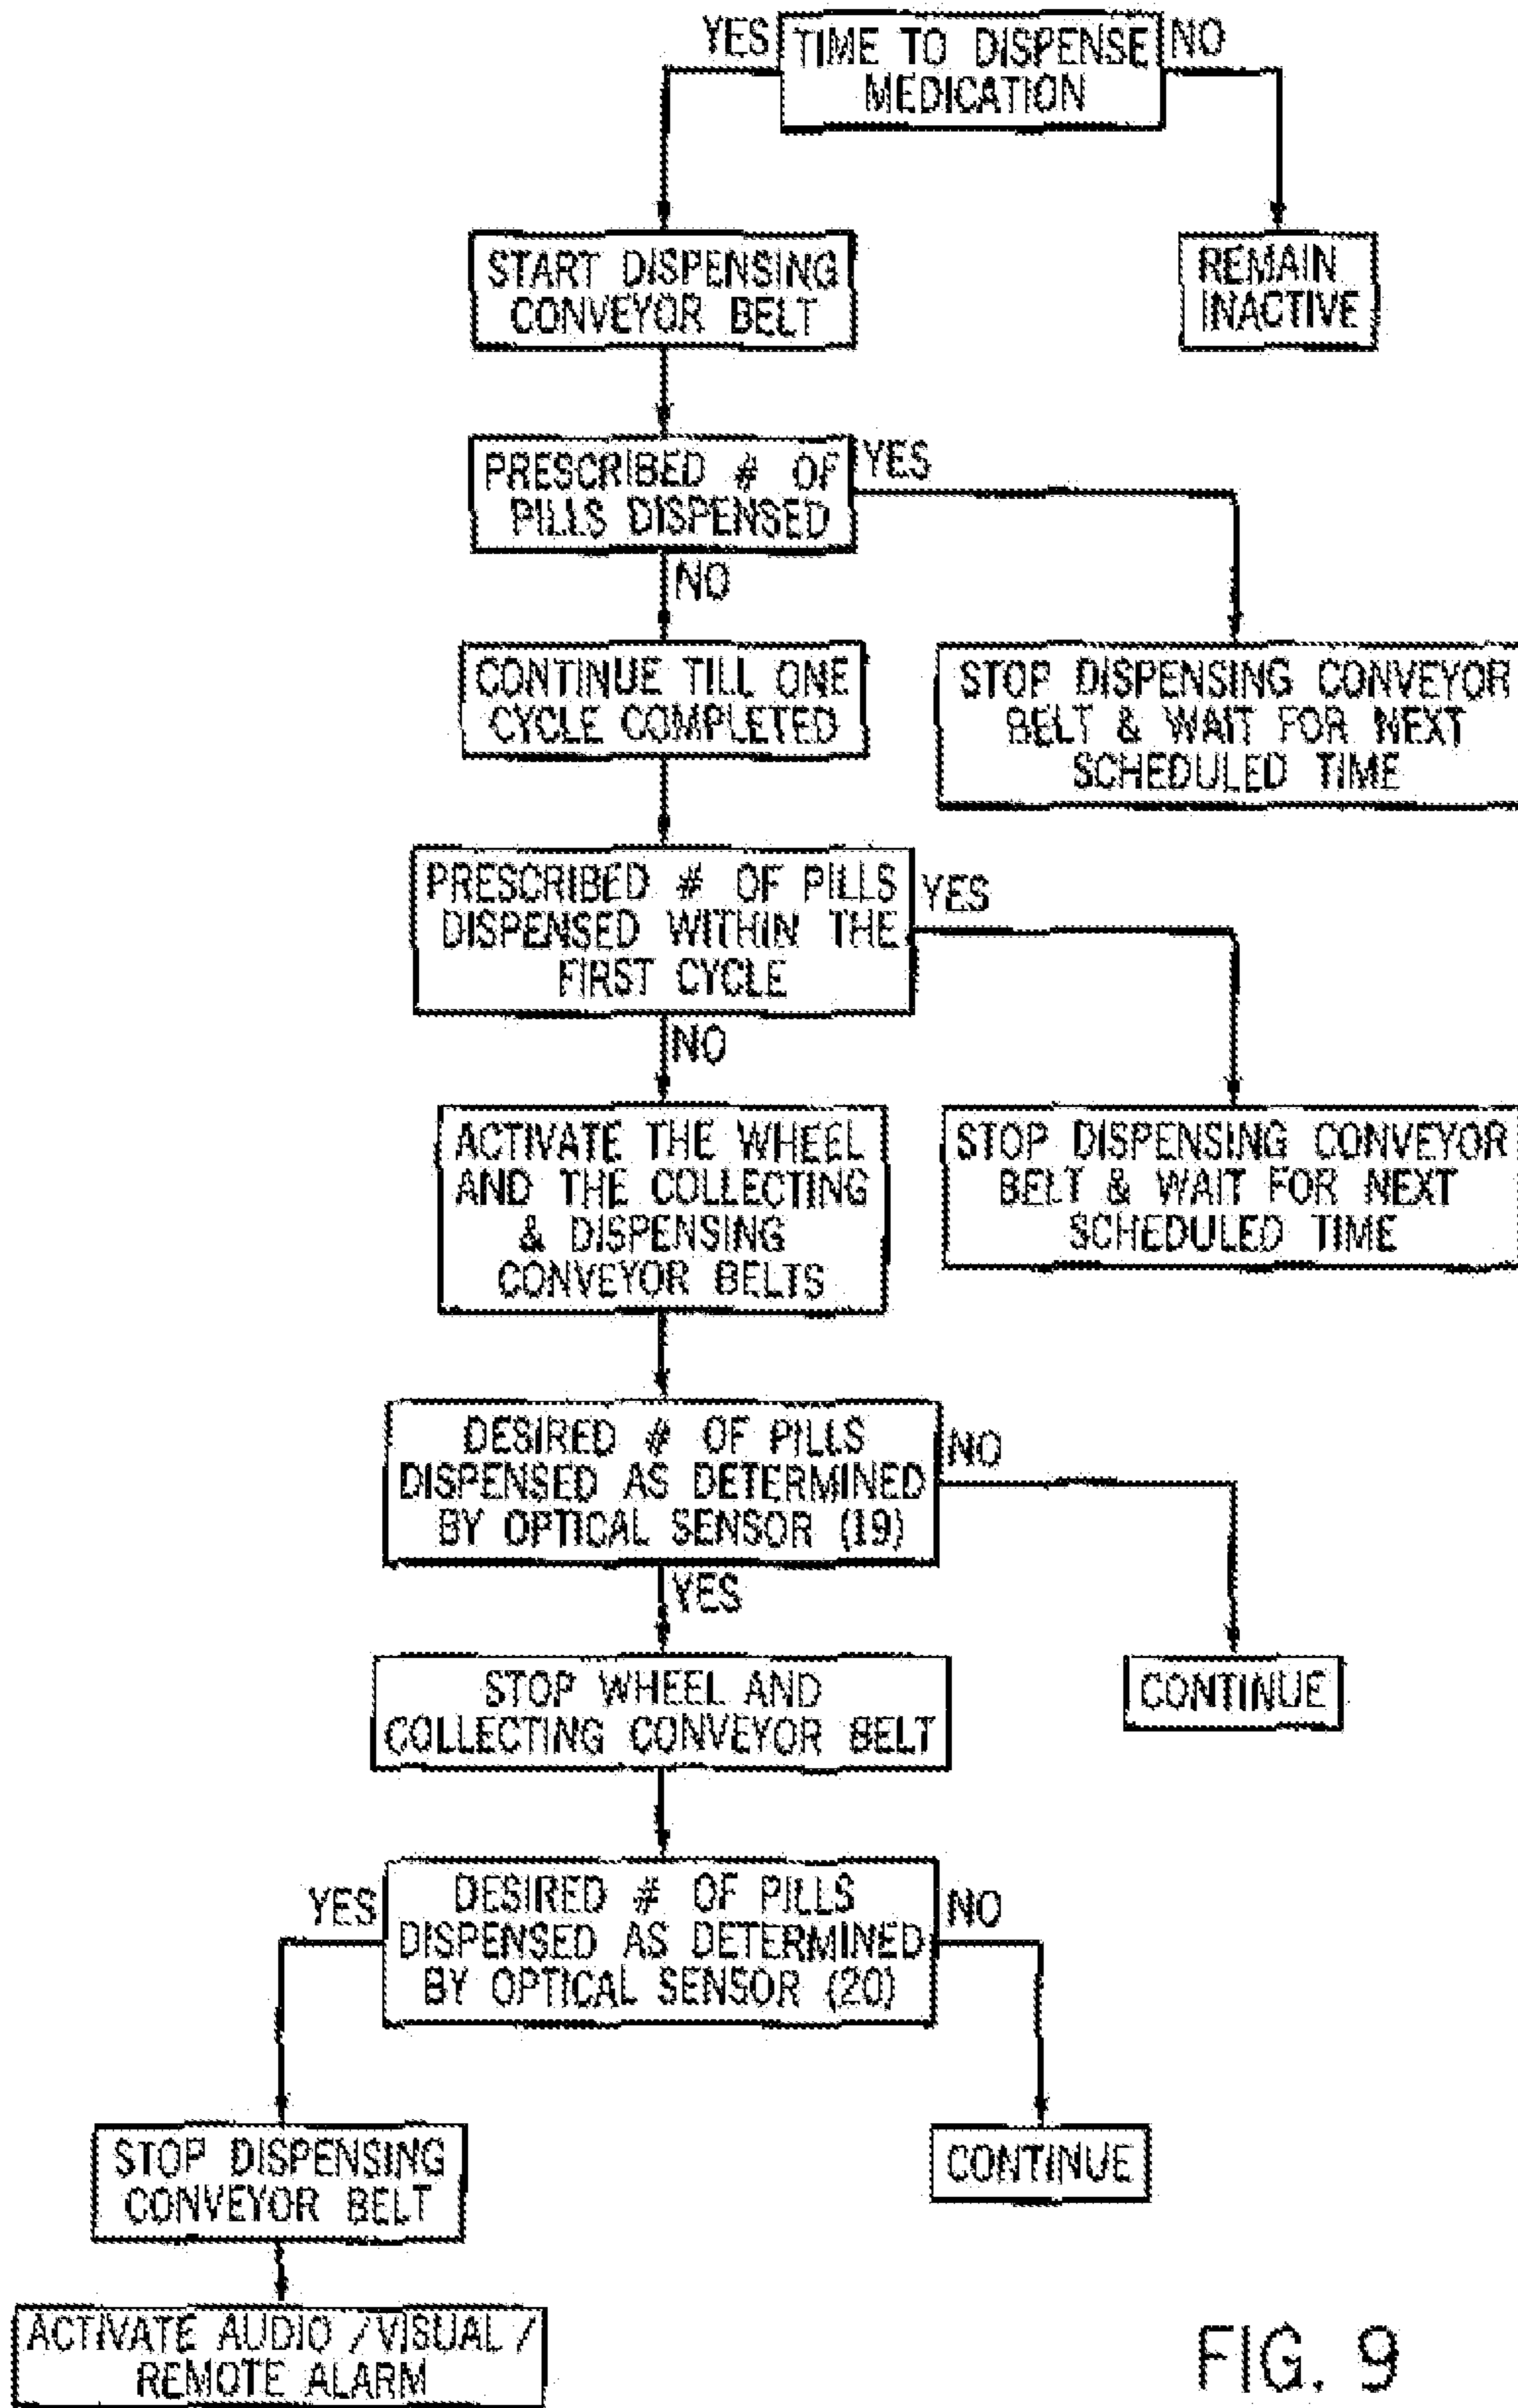 YES
TIME TO DISPENSE
MEDICATION
NO
START DISPENSING
CONVEYOR BELT
REMAIN
INACTIVE
PRESCRIBED # OF
PILLS DISPENSED
YES
NO
CONTINUE TILL ONE
CYCLE COMPLETED
STOP DISPENSING CONVEYOR
BELT & WAIT FOR NEXT
SCHEDULED TIME
PRESCRIBED # OF PILLS
DISPENSED WITHIN THE
FIRST CYCLE
YES
NO
ACTIVATE THE WHEEL
AND THE COLLECTING
& DISPENSING
CONVEYOR BELTS
STOP DISPENSING CONVEYOR
BELT & WAIT FOR NEXT
SCHEDULED TIME
DESIRED # OF PILLS
DISPENSED AS DETERMINED
BY OPTICAL SENSOR (19)
NO
YES
STOP WHEEL AND
COLLECTING CONVEYOR BELT
CONTINUE
YES
DESIRED # OF PILLS
DISPENSED AS DETERMINED
BY OPTICAL SENSOR (20)
NO
STOP DISPENSING
CONVEYOR BELT
CONTINUE
ACTIVATE AUDIO / VISUAL /
REMOTE ALARM
FIG. 9